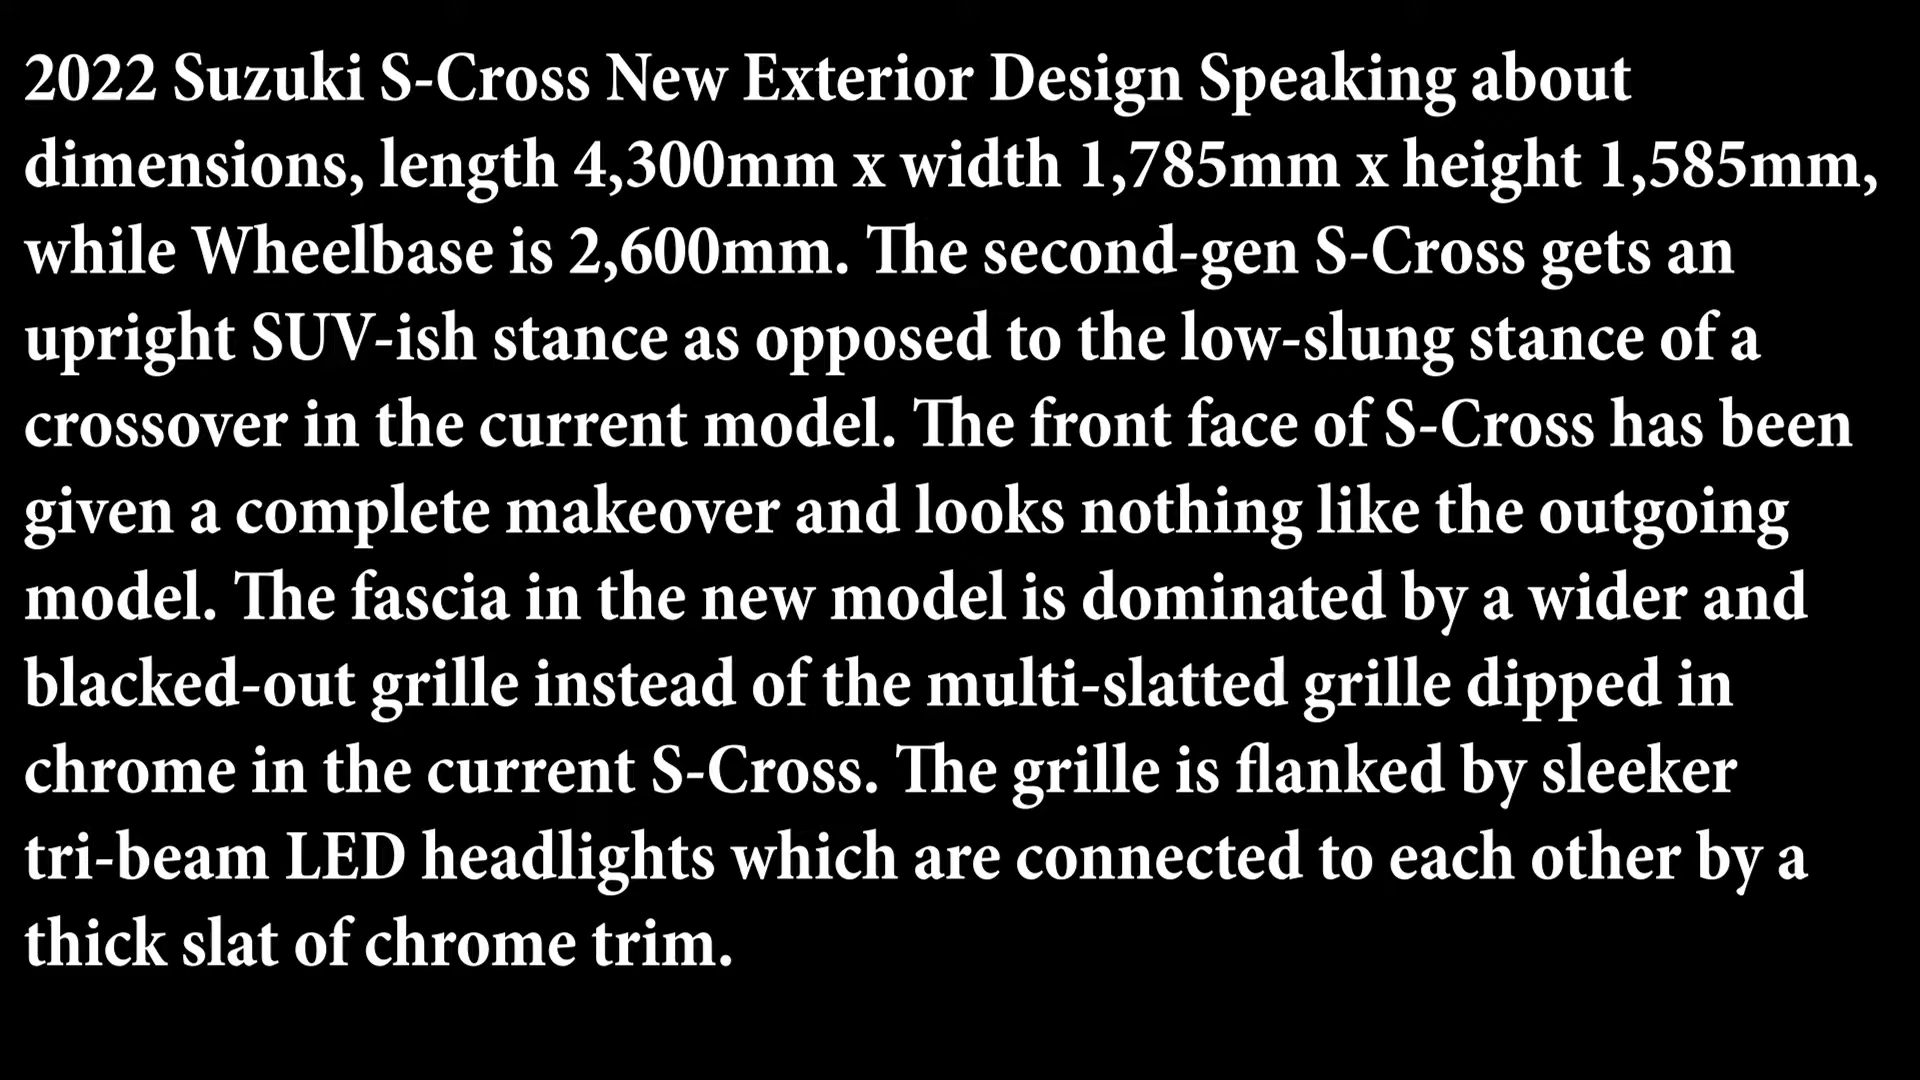 2022 Suzuki S-Cross New Exterior Design Speaking about
dimensions, length 4,300mm x width 1,785mm x height 1,585mm,
while Wheelbase is 2,600mm. The second-gen S-Cross gets an
upright SUV-ish stance as opposed to the low-slung stance of a
crossover in the current model. The front face of S-Cross has been
given a complete makeover and looks nothing like the outgoing
model. The fascia in the new model is dominated by a wider and
blacked-out grille instead of the multi-slatted grille dipped in
chrome in the current S-Cross. The grille is flanked by sleeker
tri-beam LED headlights which are connected to each other by a
thick slat of chrome trim.